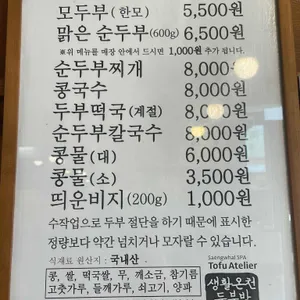 모두부(한모) 5,500원
맑은 순두부(600g) 6,500원
※위 메뉴를 매장 안에서 드시면 1,000원 추가 됩니다.
순두부찌개 8,000원
콩국수 8,000원
두부떡국(계절) 8,000원
순두부칼국수 8,000원
콩물(대) 6,000원
콩물(소) 3,500원
띄운비지(200g) 1,000원
수작업으로 두부 절단을 하기 때문에 표시한
정량보다 약간 넘치거나 모자랄 수 있습니다.
식재료 원산지: 국내산
콩, 쌀, 떡국쌀, 무, 깨소금, 참기름
고춧가루, 들깨가루, 쇠고기, 양파
Saengwhal SPA
Tofu Atelier
생활온천